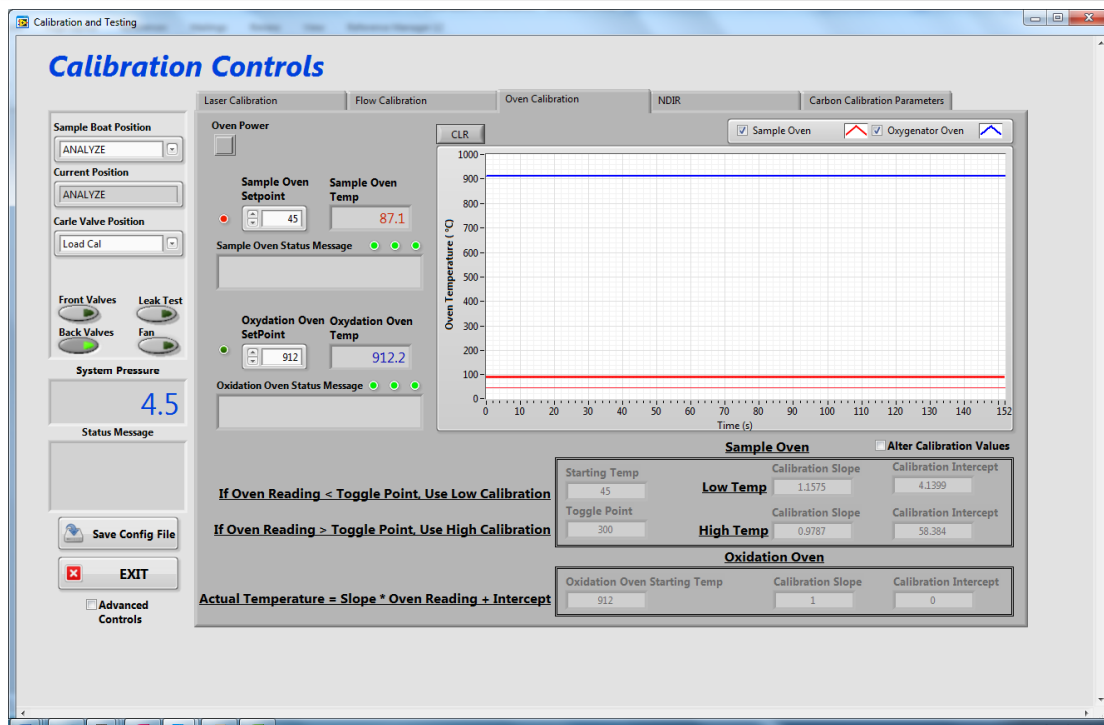 Calibration and Testing
Calibration Controls
Laser Calibration
Flow Calibration
Oven Calibration
NDIR
Carbon Calibration Parameters
Sample Boat Position
ANALYZE
Current Position
ANALYZE
Carle Valve Position
Load Cal
Front Valves
Leak Test
Back Valves
Fan
System Pressure
4.5
Status Message
Save Config File
EXIT
Advanced
Controls
Oven Power
Sample Oven
Setpoint
Sample Oven
Temp
45
87.1
Sample Oven Status Message
Oxydation Oven
SetPoint
Oxydation Oven
Temp
912
912.2
Oxidation Oven Status Message
CLR
Sample Oven
Oxygenator Oven
Oven Temperature ( °C)
1000
900
800
700
600
500
400
300
200
100
0
0 10 20 30 40 50 60 70 80 90 100 110 120 130 140 152
Time (s)
Sample Oven
Alter Calibration Values
If Oven Reading < Toggle Point, Use Low Calibration
Starting Temp
45
Low Temp
Calibration Slope
1.1575
Calibration Intercept
4.1399
If Oven Reading > Toggle Point, Use High Calibration
Toggle Point
300
High Temp
Calibration Slope
0.9787
Calibration Intercept
58.384
Oxidation Oven
Actual Temperature = Slope * Oven Reading + Intercept
Oxidation Oven Starting Temp
912
Calibration Slope
1
Calibration Intercept
0